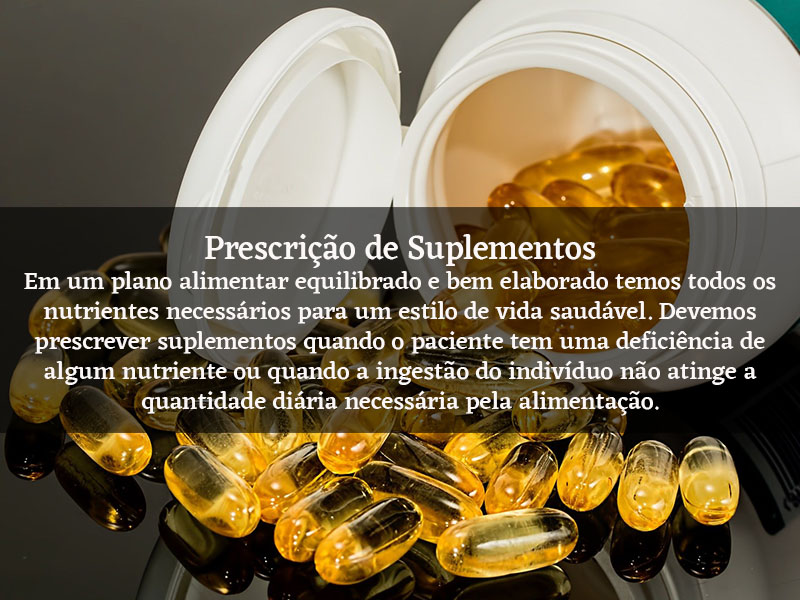 Prescrição de Suplementos
Em um plano alimentar equilibrado e bem elaborado temos todos os
nutrientes necessários para um estilo de vida saudável. Devemos
prescrever suplementos quando o paciente tem uma deficiência de
algum nutriente ou quando a ingestão do indivíduo não atinge a
quantidade diária necessária pela alimentação.